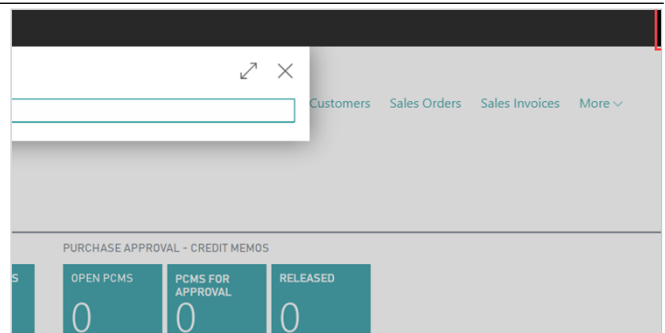 Customers Sales Orders Sales Invoices More
PURCHASE APPROVAL - CREDIT MEMOS
S OPEN PCMS PCMS FOR APPROVAL RELEASED
0 0 0